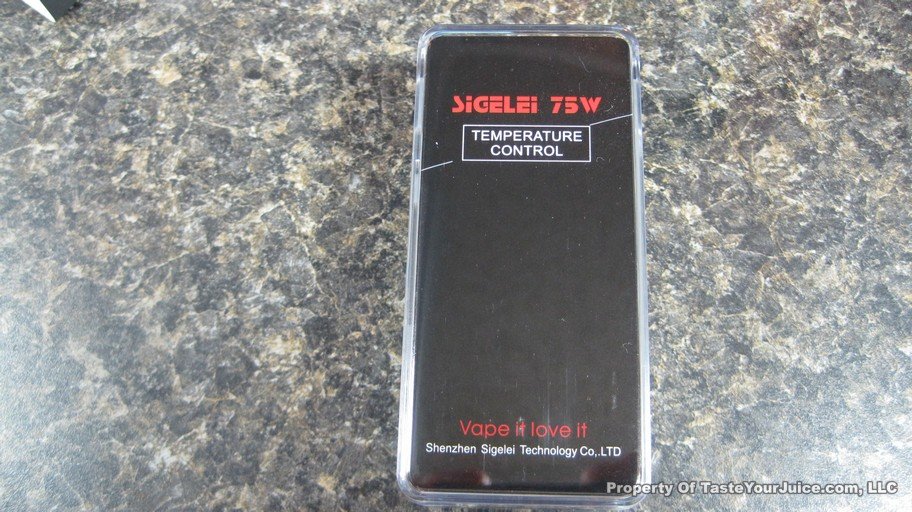 SiGELEi 75W
TEMPERATURE
CONTROL
Vape it love it
Shenzhen Sigelei Technology Co,.LTD
Property Of TasteYourJuice.com, LLC